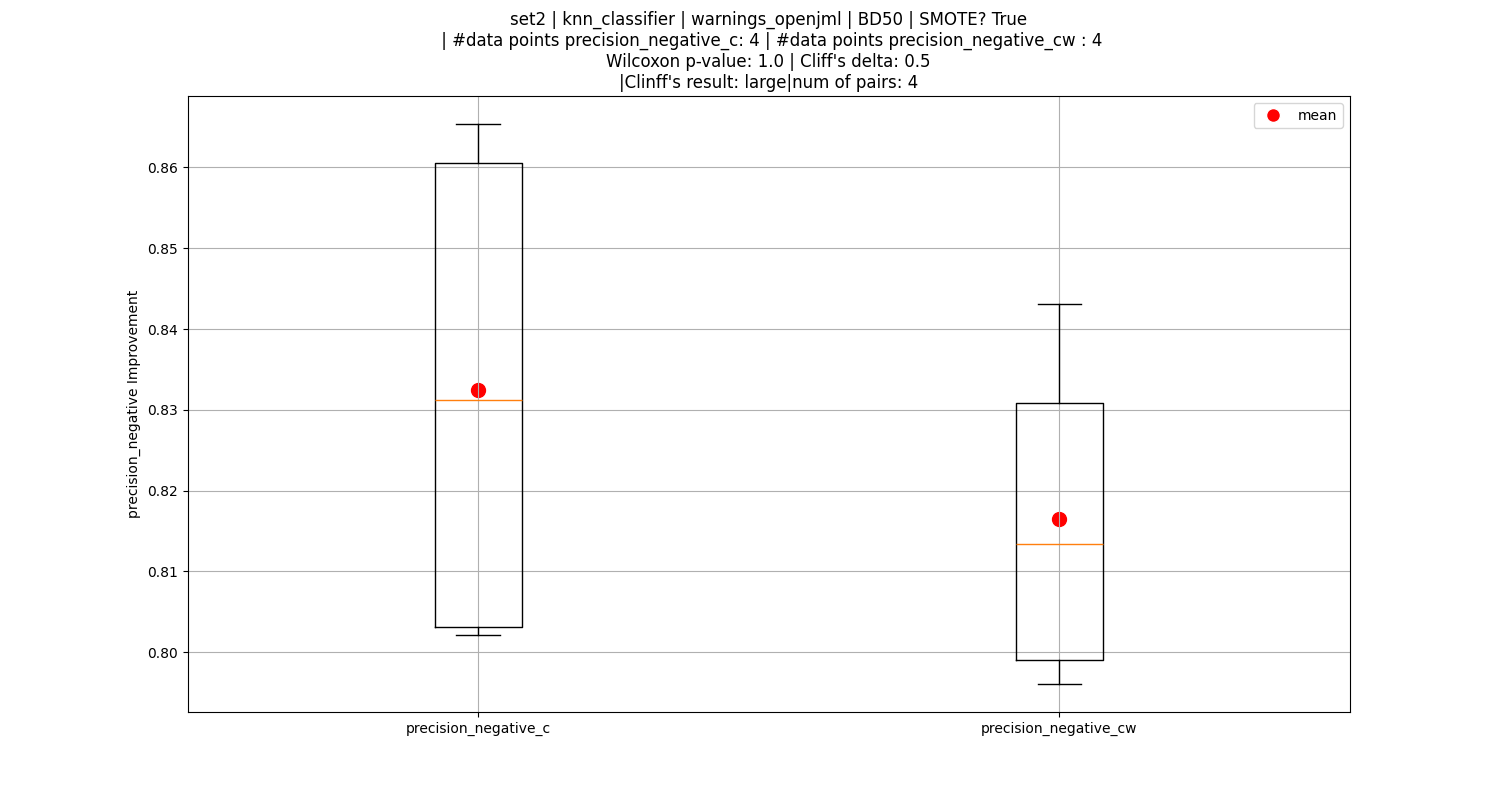 set2 | knn_classifier | warnings_openjml | BD50 | SMOTE? True
| #data points precision_negative_c: 4 | #data points precision_negative_cw : 4
Wilcoxon p-value: 1.0 | Cliff's delta: 0.5
|Clinff's result: large|num of pairs: 4
mean
0.86
0.85
0.84
0.83
0.82
0.81
0.80
precision_negative Improvement
precision_negative_c
precision_negative_cw